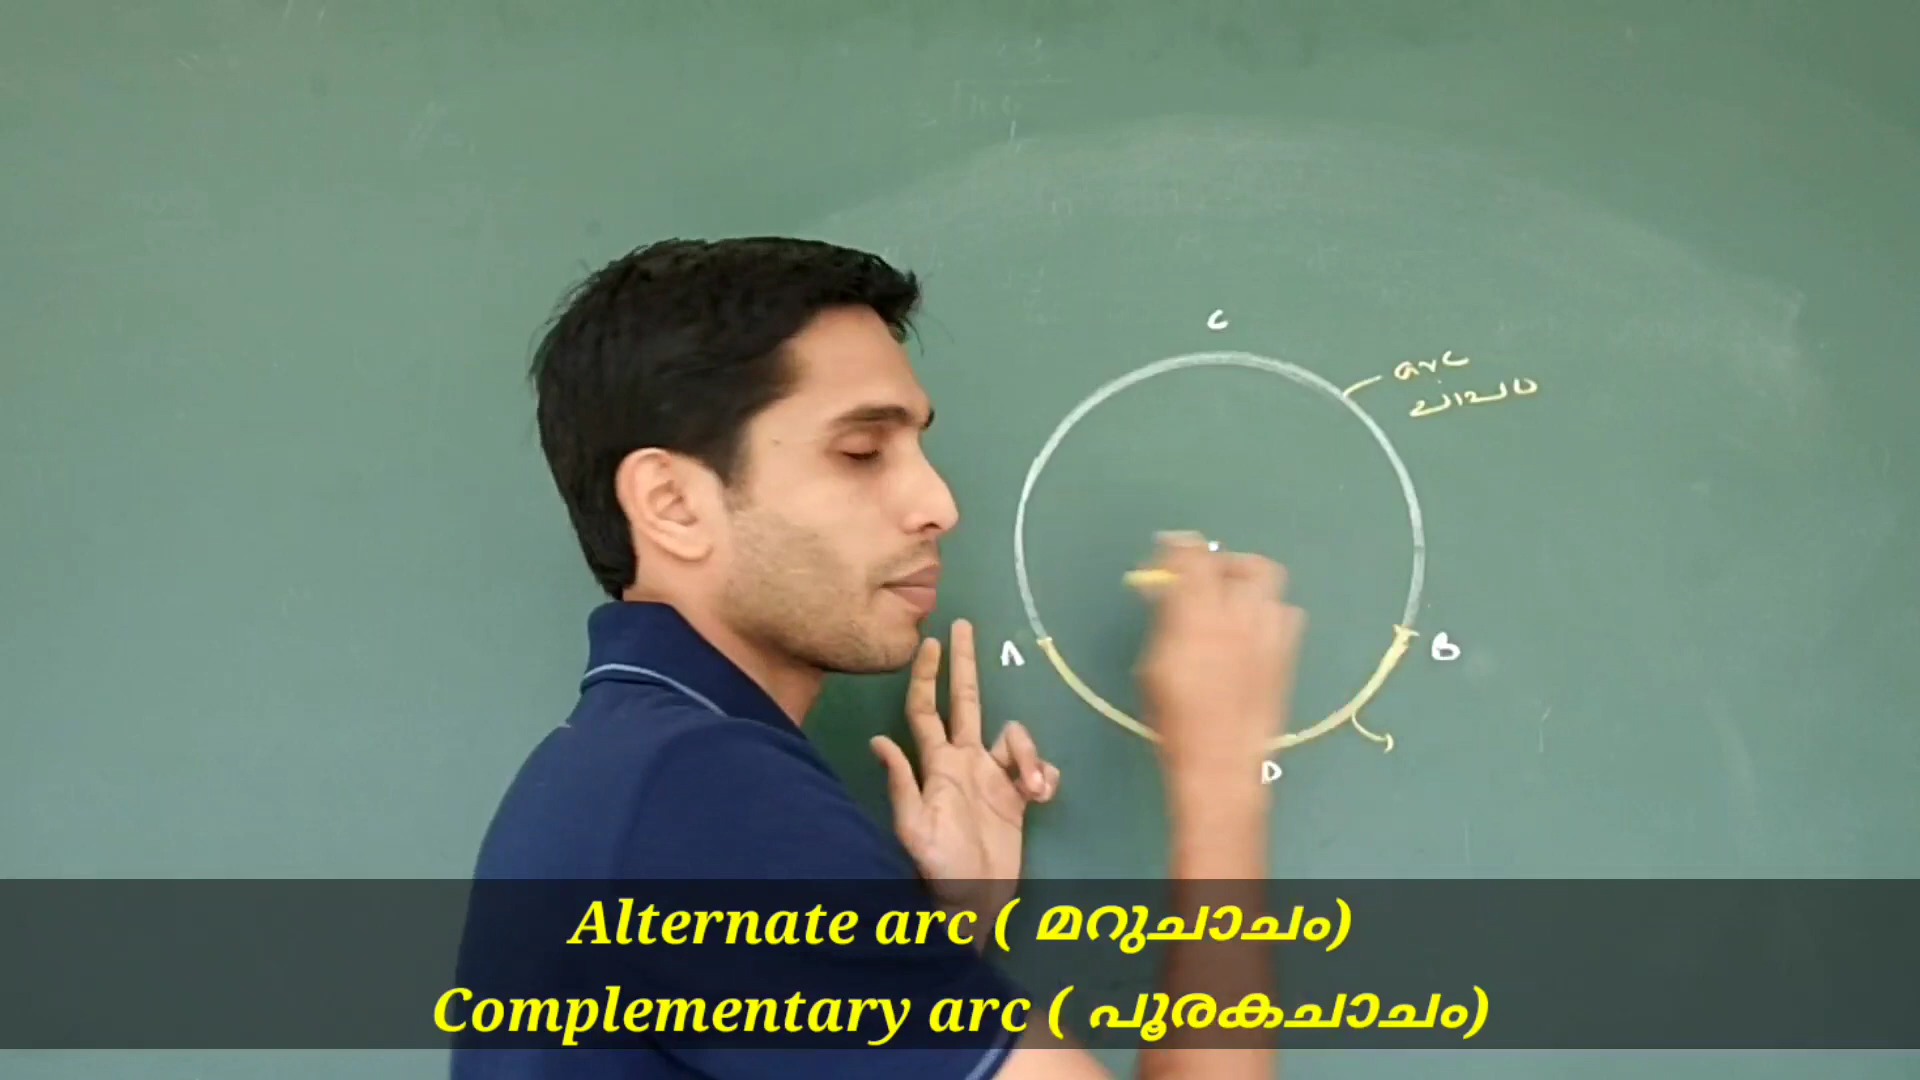 C
arc
ചാപം
A
B
D
Alternate arc ( മറുചാചം)
Complementary arc ( പൂരകചാചം)